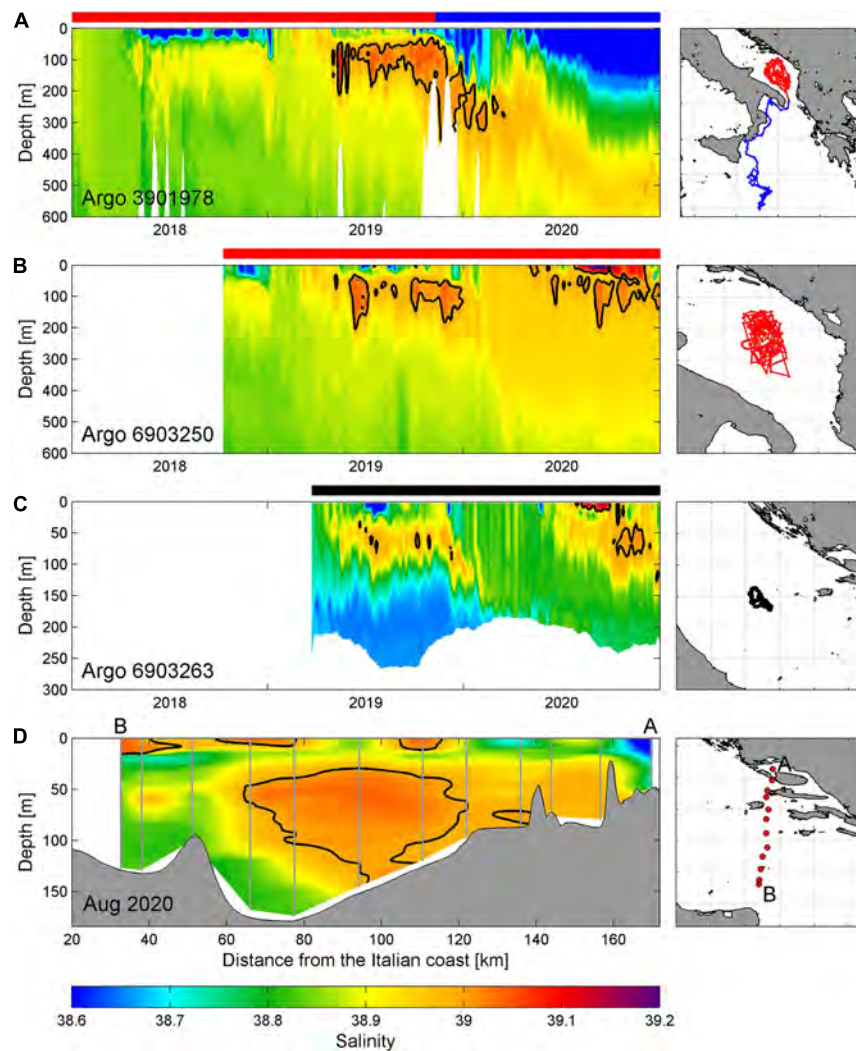 A
0
100
200
300
400
500
600
Depth [m]
Argo 3901978
2018 2019 2020
B
0
100
200
300
400
500
600
Depth [m]
Argo 6903250
2018 2019 2020
C
0
50
100
150
200
250
300
Depth [m]
Argo 6903263
2018 2019 2020
D
B A
0
50
100
150
Depth [m]
Aug 2020
20 40 60 80 100 120 140 160
Distance from the Italian coast [km]
A
B
38.6 38.7 38.8 38.9 39 39.1 39.2
Salinity